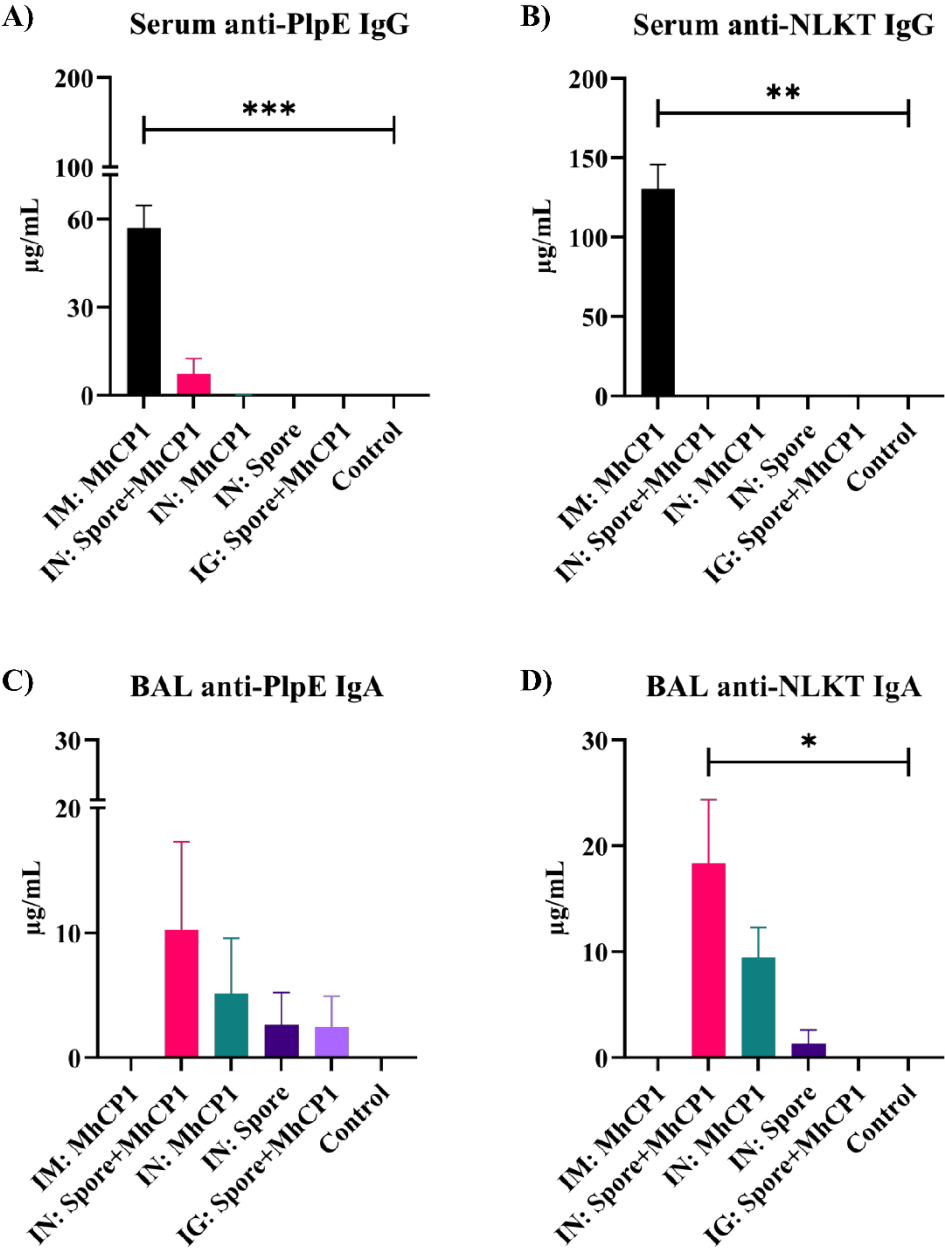 A)
Serum anti-PlpE IgG
200
***
100
60
30
0
µg/mL
IM: MhCP1
IN: Spore+MhCP1
IN: MhCP1
IN: Spore
IG: Spore+MhCP1
Control
B)
Serum anti-NLKT IgG
200
**
150
100
50
0
µg/mL
IM: MhCP1
IN: Spore+MhCP1
IN: MhCP1
IN: Spore
IG: Spore+MhCP1
Control
C)
BAL anti-PlpE IgA
30
20
10
0
µg/mL
IM: MhCP1
IN: Spore+MhCP1
IN: MhCP1
IN: Spore
IG: Spore+MhCP1
Control
D)
BAL anti-NLKT IgA
30
*
20
10
0
µg/mL
IM: MhCP1
IN: Spore+MhCP1
IN: MhCP1
IN: Spore
IG: Spore+MhCP1
Control